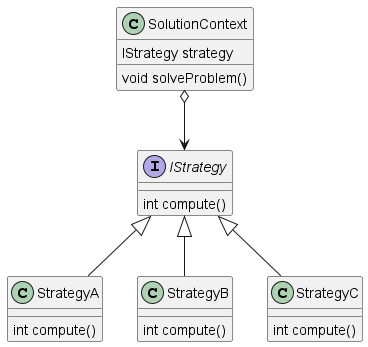 C SolutionContext
IStrategy strategy
void solveProblem()
I IStrategy
int compute()
C StrategyA
int compute()
C StrategyB
int compute()
C StrategyC
int compute()